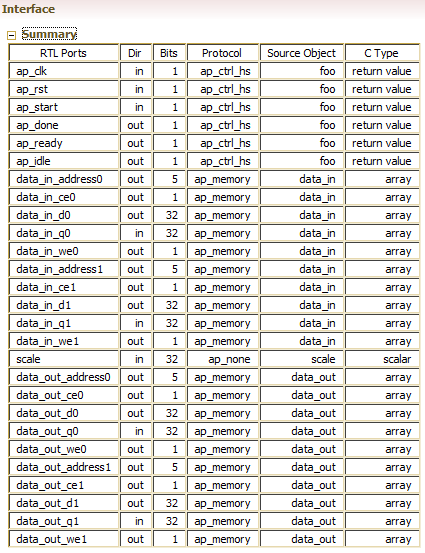 Interface
Summary
RTL Ports Dir Bits Protocol Source Object C Type
ap_clk in 1 ap_ctrl_hs foo return value
ap_rst in 1 ap_ctrl_hs foo return value
ap_start in 1 ap_ctrl_hs foo return value
ap_done out 1 ap_ctrl_hs foo return value
ap_ready out 1 ap_ctrl_hs foo return value
ap_idle out 1 ap_ctrl_hs foo return value
data_in_address0 out 5 ap_memory data_in array
data_in_ce0 out 1 ap_memory data_in array
data_in_d0 out 32 ap_memory data_in array
data_in_q0 in 32 ap_memory data_in array
data_in_we0 out 1 ap_memory data_in array
data_in_address1 out 5 ap_memory data_in array
data_in_ce1 out 1 ap_memory data_in array
data_in_d1 out 32 ap_memory data_in array
data_in_q1 in 32 ap_memory data_in array
data_in_we1 out 1 ap_memory data_in array
scale in 32 ap_none scale scalar
data_out_address0 out 5 ap_memory data_out array
data_out_ce0 out 1 ap_memory data_out array
data_out_d0 out 32 ap_memory data_out array
data_out_q0 in 32 ap_memory data_out array
data_out_we0 out 1 ap_memory data_out array
data_out_address1 out 5 ap_memory data_out array
data_out_ce1 out 1 ap_memory data_out array
data_out_d1 out 32 ap_memory data_out array
data_out_q1 in 32 ap_memory data_out array
data_out_we1 out 1 ap_memory data_out array